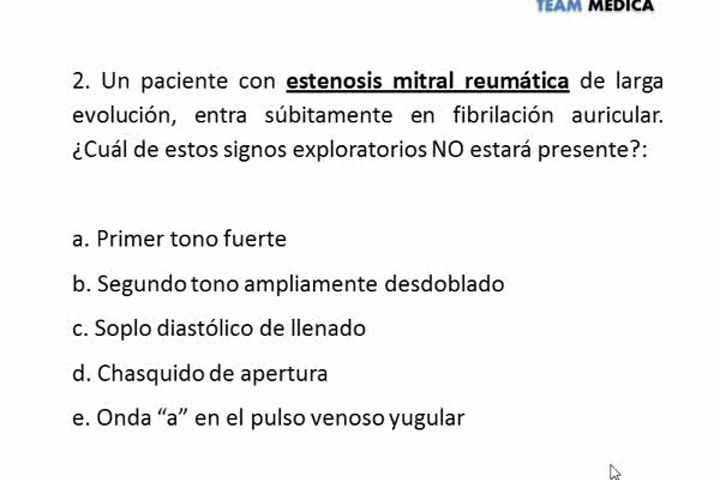 TEAM MEDICA
2. Un paciente con estenosis mitral reumática de larga
evolución, entra súbitamente en fibrilación auricular.
¿Cuál de estos signos exploratorios NO estará presente?:
a. Primer tono fuerte
b. Segundo tono ampliamente desdoblado
c. Soplo diastólico de llenado
d. Chasquido de apertura
e. Onda “a” en el pulso venoso yugular